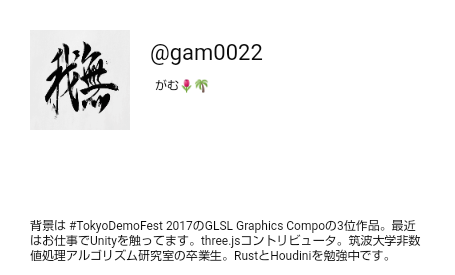 我無
@gam0022
がむ🌷🌴
背景は #TokyoDemoFest 2017のGLSL Graphics Compoの3位作品。最近
はお仕事でUnityを触ってます。three.jsコントリビュータ。筑波大学非数
値処理アルゴリズム研究室の卒業生。RustとHoudiniを勉強中です。